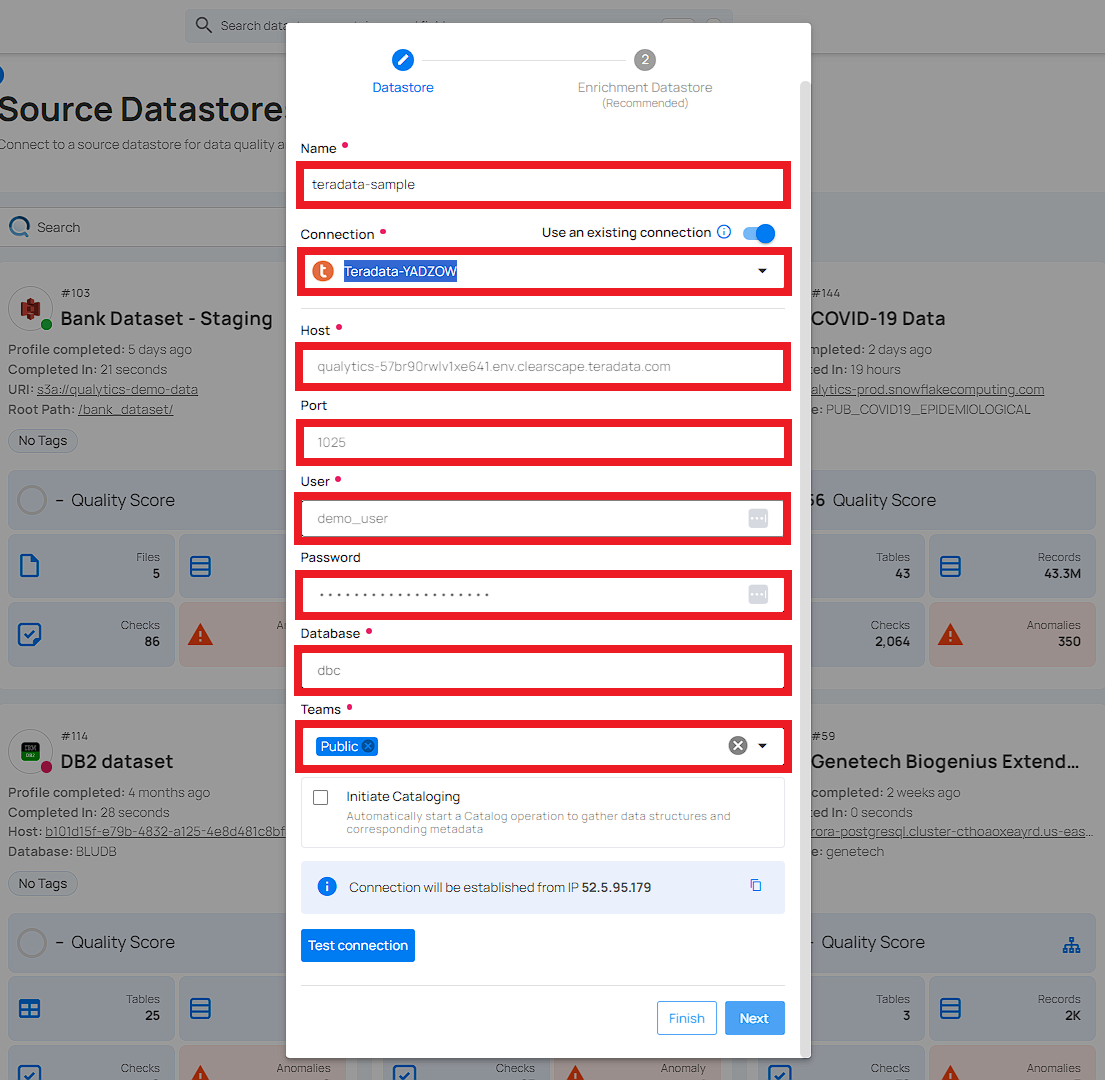 Search data
Source Datastores
Connect to a source datastore for data quality a
Search
Datastore
2
Enrichment Datastore
(Recommended)
Name
teradata-sample
Connection
Use an existing connection
Teradata-YADZOW
Host
qualytics-57br90rwlv1xe641.env.clearscape.teradata.com
Port
1025
User
demo_user
Password
Database
dbc
Teams
Public
Initiate Cataloging
Automatically start a Catalog operation to gather data structures and
corresponding metadata
Connection will be established from IP 52.5.95.179
Test connection
Finish
Next
#103
Bank Dataset - Staging
Profile completed: 5 days ago
Completed In: 21 seconds
URI: s3a://qualytics-demo-data
Root Path: /bank_dataset/
No Tags
– Quality Score
Files
5
Checks
86
#144
COVID-19 Data
mpleted: 2 days ago
ed In: 19 hours
alytics-prod.snowflakecomputing.com
e: PUB_COVID19_EPIDEMIOLOGICAL
56 Quality Score
Tables
43
Records
43.3M
Checks
2,064
Anomalies
350
#114
DB2 dataset
Profile completed: 4 months ago
Completed In: 28 seconds
Host: b101d15f-e79b-4832-a125-4e8d481c8bf
Database: BLUDB
No Tags
– Quality Score
Tables
25
Checks
Anomalies
Checks
Anomaly
#59
Genetech Biogenius Extend...
completed: 2 weeks ago
ed In: 0 seconds
rora-postgresql.cluster-cthoaoxeayrd.us-eas...
e: genetech
Quality Score
Tables
3
Records
2K
Checks
Anomalies